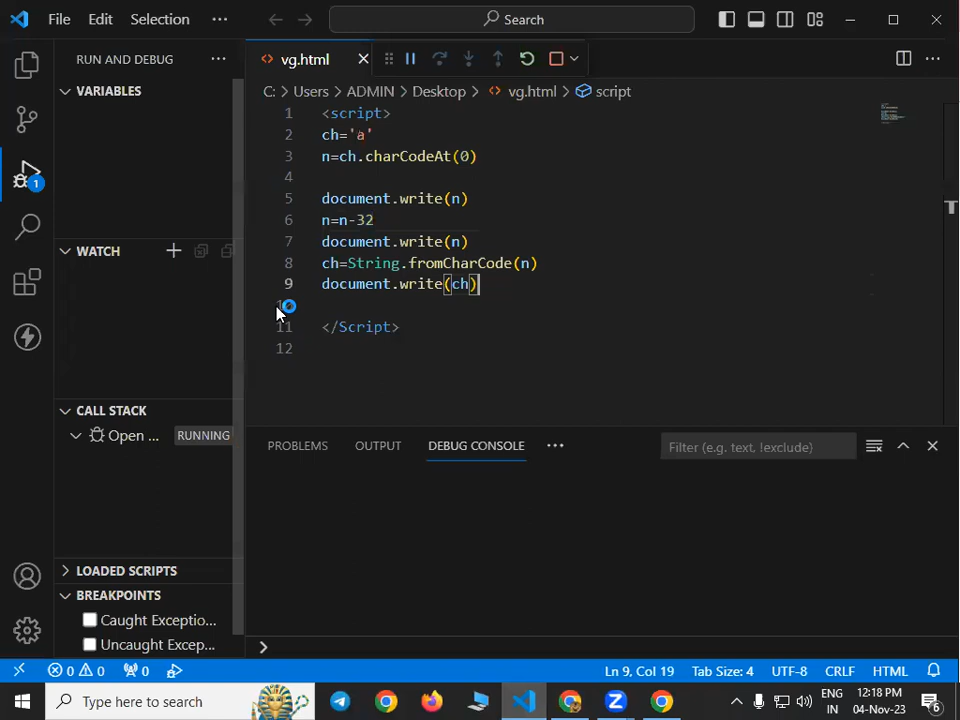 File Edit Selection ··· Search
RUN AND DEBUG ···
vg.html
C: > Users > ADMIN > Desktop > vg.html > script
VARIABLES
WATCH
CALL STACK
Open ... RUNNING
LOADED SCRIPTS
BREAKPOINTS
Caught Exceptio...
Uncaught Excep...
1
1 <script>
2 ch='a'
3 n=ch.charCodeAt(0)
4
5 document.write(n)
6 n=n-32
7 document.write(n)
8 ch=String.fromCharCode(n)
9 document.write(ch)
11 </Script>
12
PROBLEMS OUTPUT DEBUG CONSOLE ··· Filter (e.g. text, !exclude)
0 0 0 Ln 9, Col 19 Tab Size: 4 UTF-8 CRLF HTML
Type here to search ENG IN 12:18 PM 04-Nov-23 6